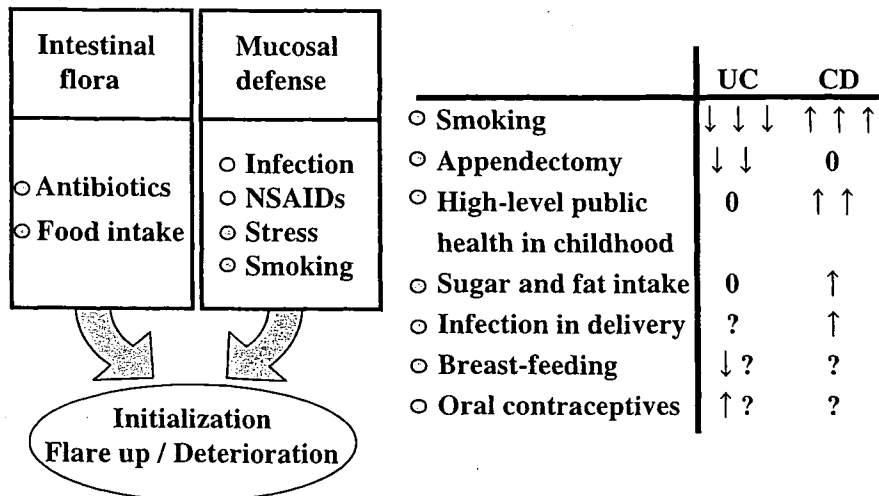 Intestinal
flora
Mucosal
defense
○ Antibiotics
○ Food intake
○ Infection
○ NSAIDs
○ Stress
○ Smoking
Initialization
Flare up / Deterioration
UC CD
○ Smoking ↓ ↓ ↓ ↑ ↑ ↑
○ Appendectomy ↓ ↓ 0
○ High-level public 0 ↑ ↑
health in childhood
○ Sugar and fat intake 0 ↑
○ Infection in delivery ? ↑
○ Breast-feeding ↓ ? ?
○ Oral contraceptives ↑ ? ?